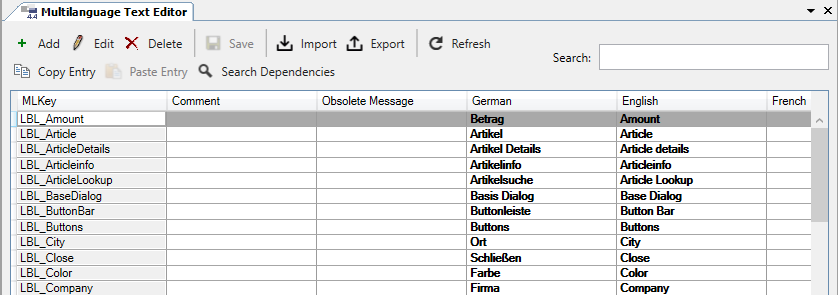 4.4 Multilanguage Text Editor
Add Edit Delete Save Import Export Refresh
Search:
Copy Entry Paste Entry Search Dependencies
MLKey Comment Obsolete Message German English French
LBL_Amount Betrag Amount
LBL_Article Artikel Article
LBL_ArticleDetails Artikel Details Article details
LBL_Articleinfo Artikelinfo Articleinfo
LBL_ArticleLookup Artikelsuche Article Lookup
LBL_BaseDialog Basis Dialog Base Dialog
LBL_ButtonBar Buttonleiste Button Bar
LBL_Buttons Buttons Buttons
LBL_City Ort City
LBL_Close Schließen Close
LBL_Color Farbe Color
LBL_Company Firma Company